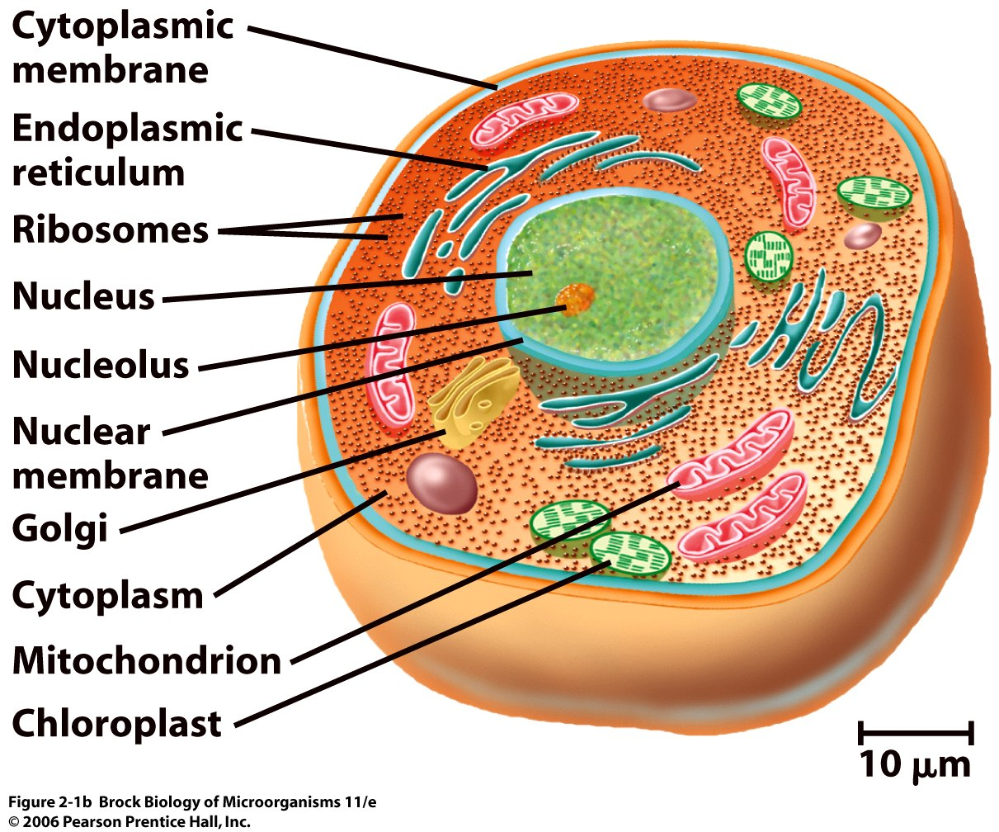 Cytoplasmic
membrane
Endoplasmic
reticulum
Ribosomes
Nucleus
Nucleolus
Nuclear
membrane
Golgi
Cytoplasm
Mitochondrion
Chloroplast
10 μm
Figure 2-1b Brock Biology of Microorganisms 11/e
© 2006 Pearson Prentice Hall, Inc.